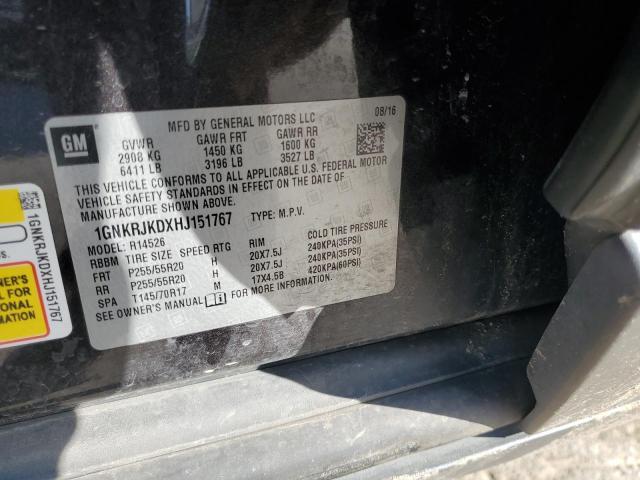 MFD BY GENERAL MOTORS LLC 08/16
GM
GVWR GAWR FRT GAWR RR
2908 KG 1450 KG 1600 KG
6411 LB 3196 LB 3527 LB
THIS VEHICLE CONFORMS TO ALL APPLICABLE U.S. FEDERAL MOTOR
VEHICLE SAFETY STANDARDS IN EFFECT ON THE DATE OF
MANUFACTURE SHOWN ABOVE.
1GNKRJKDXHJ151767 TYPE: M.P.V.
MODEL: R14526
RBBM TIRE SIZE SPEED RTG RIM COLD TIRE PRESSURE
FRT P255/55R20 H 20X7.5J 240KPA(35PSI)
RR P255/55R20 H 20X7.5J 240KPA(35PSI)
SPA T145/70R17 M 17X4.5B 420KPA(60PSI)
SEE OWNER'S MANUAL FOR MORE INFORMATION.
1GNKRJKDXHJ151767
OWNER'S
L FOR
IONAL
MATION